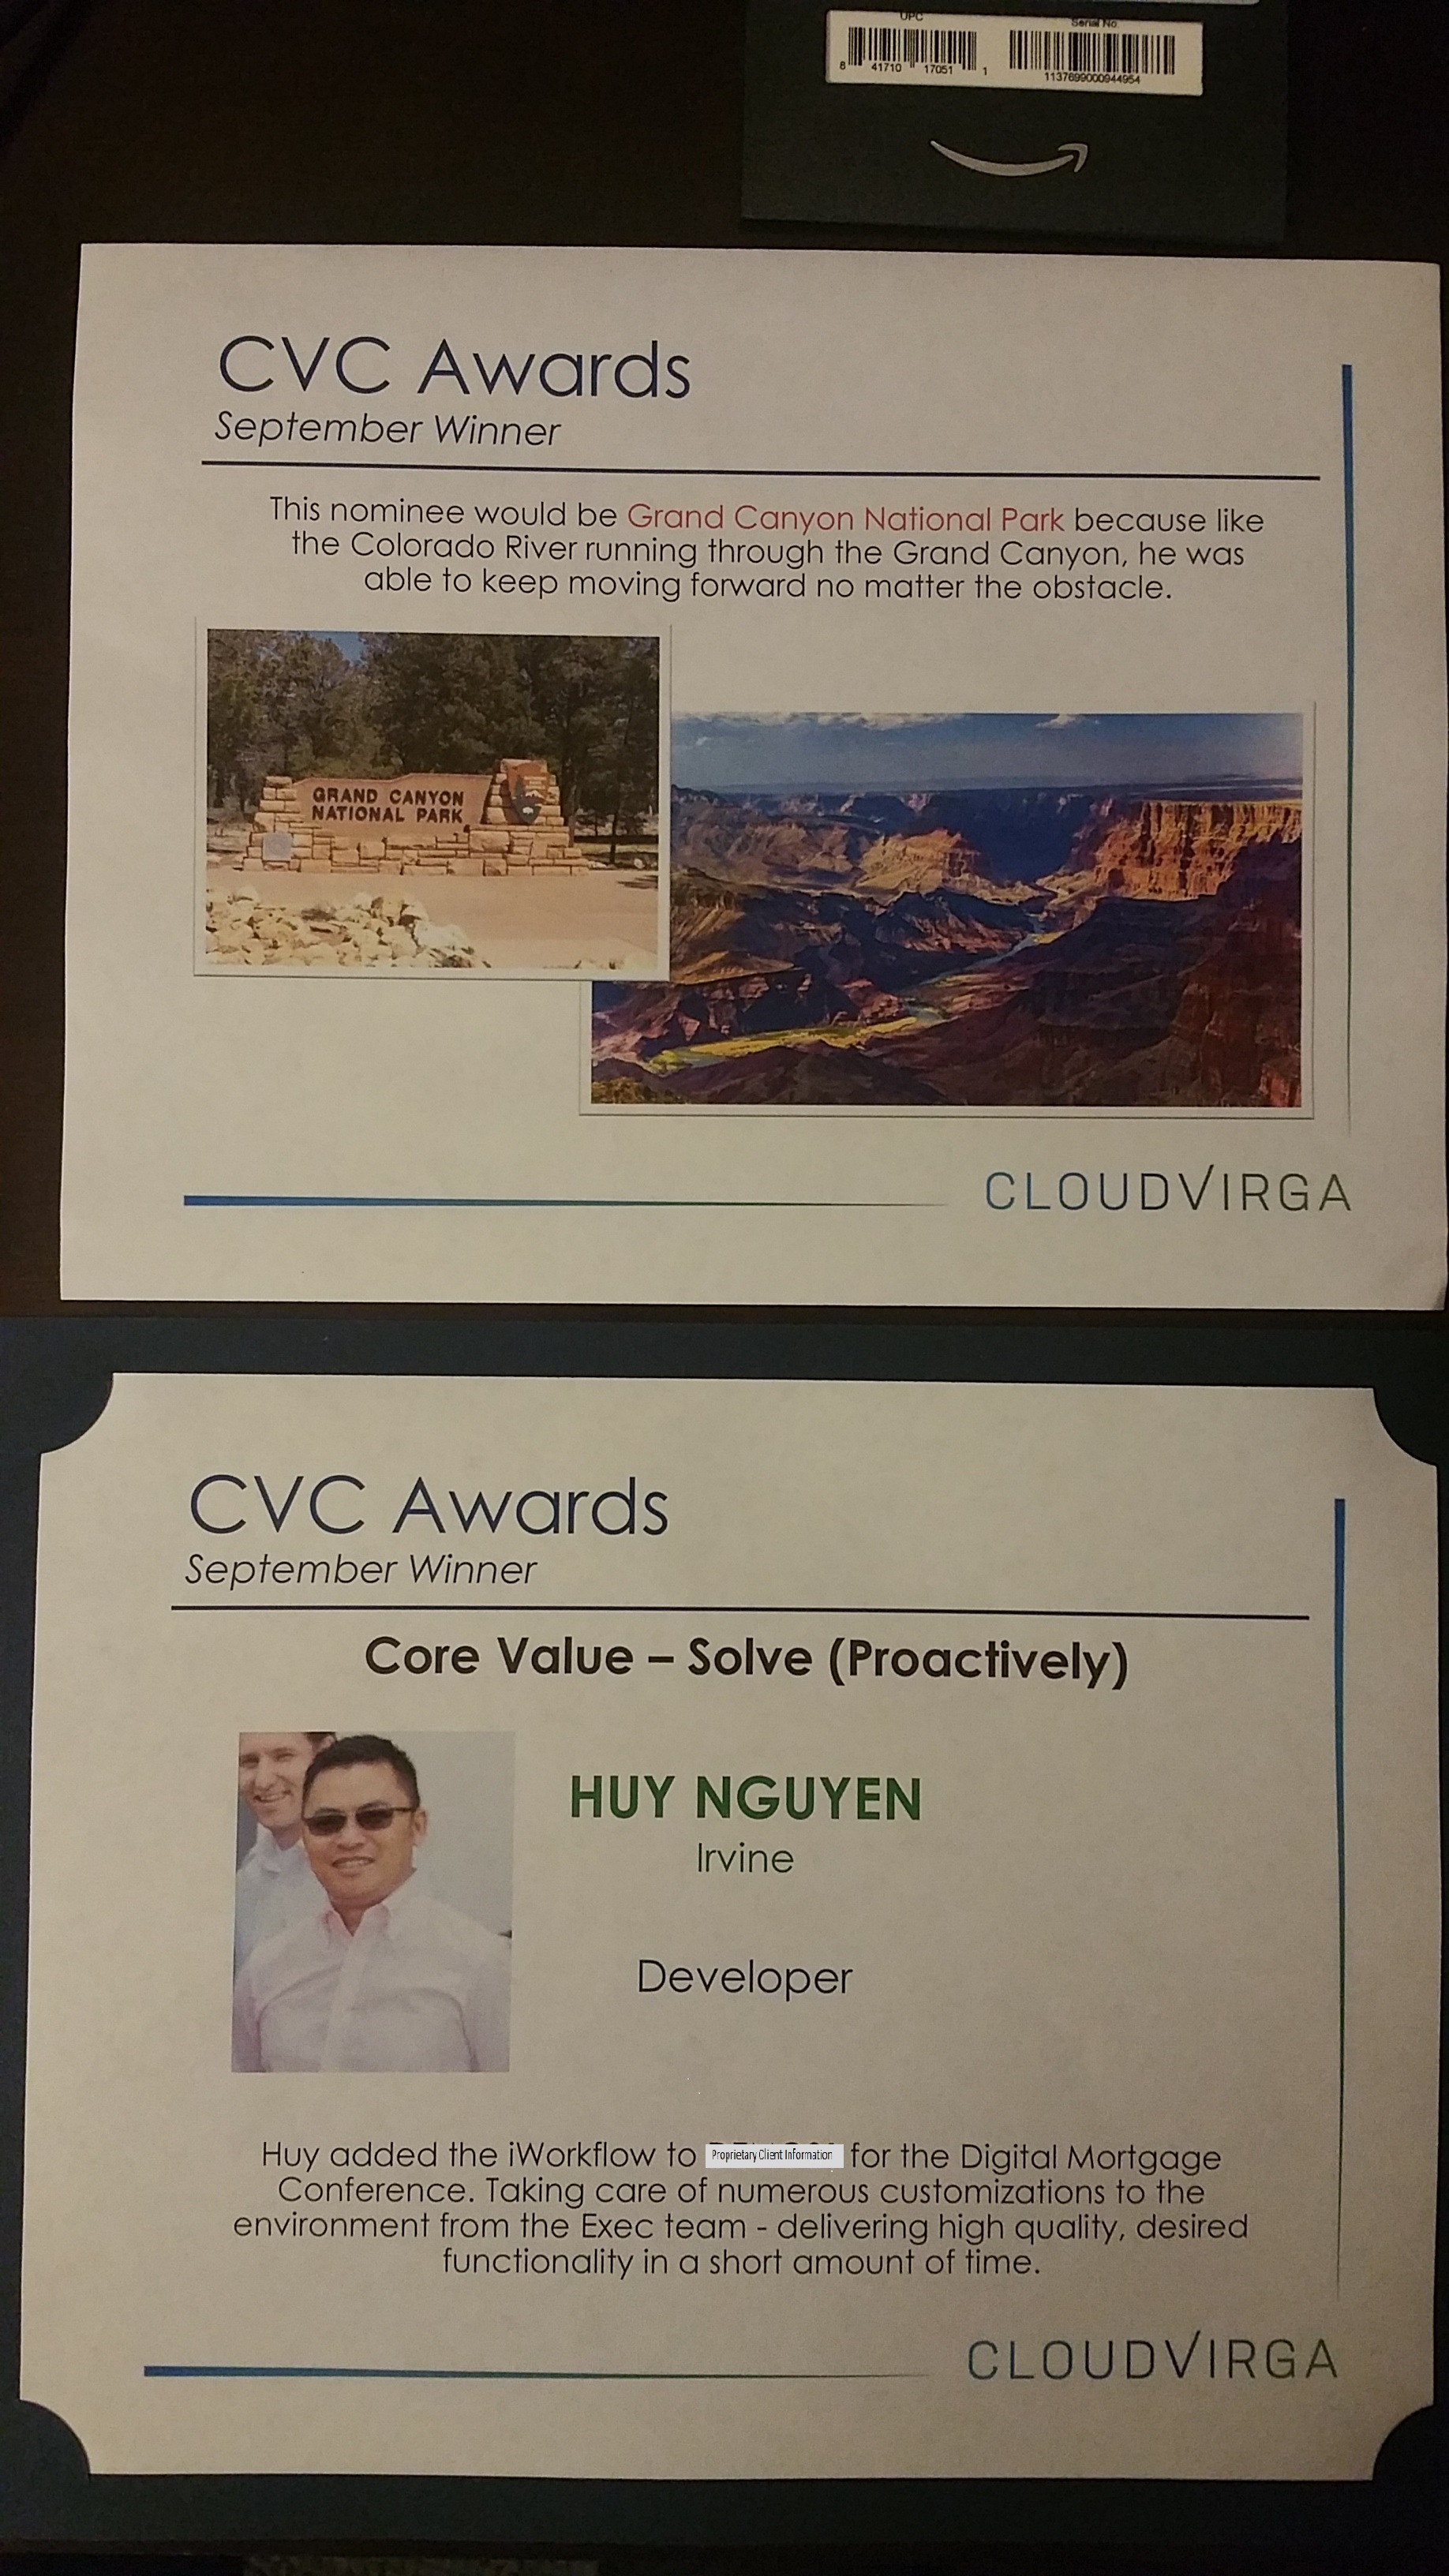 UPC
Serial No.
8 41710 17051 1
1137699000944954
CVC Awards
September Winner
This nominee would be Grand Canyon National Park because like
the Colorado River running through the Grand Canyon, he was
able to keep moving forward no matter the obstacle.
GRAND CANYON
NATIONAL PARK
CLOUDVIRGA
CVC Awards
September Winner
Core Value – Solve (Proactively)
HUY NGUYEN
Irvine
Developer
Huy added the iWorkflow to Proprietary Client Information for the Digital Mortgage
Conference. Taking care of numerous customizations to the
environment from the Exec team - delivering high quality, desired
functionality in a short amount of time.
CLOUDVIRGA